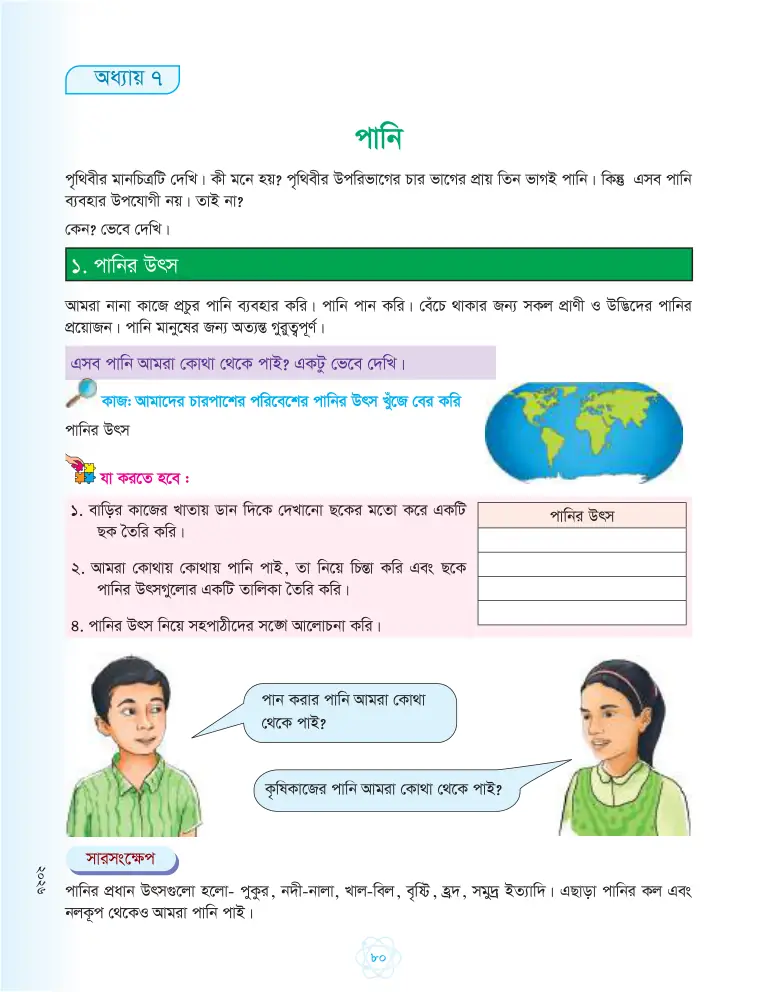 অধ্যায় ৭
পানি
পৃথিবীর মানচিত্রটি দেখি। কী মনে হয়? পৃথিবীর উপরিভাগের চার ভাগের প্রায় তিন ভাগই পানি। কিন্তু এসব পানি
ব্যবহার উপযোগী নয়। তাই না?
কেন? ভেবে দেখি।
১. পানির উৎস
আমরা নানা কাজে প্রচুর পানি ব্যবহার করি। পানি পান করি। বেঁচে থাকার জন্য সকল প্রাণী ও উদ্ভিদের পানির
প্রয়োজন। পানি মানুষের জন্য অত্যন্ত গুরুত্বপূর্ণ।
এসব পানি আমরা কোথা থেকে পাই? একটু ভেবে দেখি।
কাজ: আমাদের চারপাশের পরিবেশের পানির উৎস খুঁজে বের করি
পানির উৎস
যা করতে হবে :
১. বাড়ির কাজের খাতায় ডান দিকে দেখানো ছকের মতো করে একটি
ছক তৈরি করি।
২. আমরা কোথায় কোথায় পানি পাই, তা নিয়ে চিন্তা করি এবং ছকে
পানির উৎসগুলোর একটি তালিকা তৈরি করি।
৪. পানির উৎস নিয়ে সহপাঠীদের সঙ্গে আলোচনা করি।
পানির উৎস
পান করার পানি আমরা কোথা
থেকে পাই?
কৃষিকাজের পানি আমরা কোথা থেকে পাই?
সারসংক্ষেপ
পানির প্রধান উৎসগুলো হলো- পুকুর, নদী-নালা, খাল-বিল, বৃষ্টি, হ্রদ, সমুদ্র ইত্যাদি। এছাড়া পানির কল এবং
নলকূপ থেকেও আমরা পানি পাই।
২০২৫
৮০